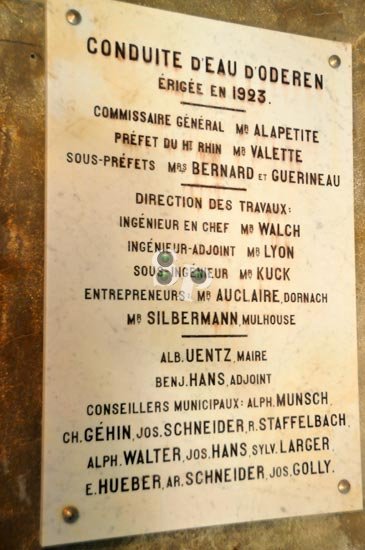 CONDUITE D'EAU D'ODEREN
ÉRIGÉE EN 1923.
COMMISSAIRE GÉNÉRAL MR ALAPETITE
PRÉFET DU HT RHIN MR VALETTE
SOUS-PRÉFETS MRS BERNARD ET GUERINEAU
DIRECTION DES TRAVAUX:
INGÉNIEUR EN CHEF MR WALCH
INGÉNIEUR-ADJOINT MR LYON
SOUS-INGÉNIEUR MR KUCK
ENTREPRENEURS: MR AUCLAIRE, DORNACH
MR SILBERMANN, MULHOUSE
ALB. UENTZ, MAIRE
BENJ. HANS, ADJOINT
CONSEILLERS MUNICIPAUX: ALPH. MUNSCH,
CH. GÉHIN, JOS. SCHNEIDER, R. STAFFELBACH,
ALPH. WALTER, JOS. HANS, SYLV. LARGER,
E. HUEBER, AR. SCHNEIDER, JOS. GOLLY.